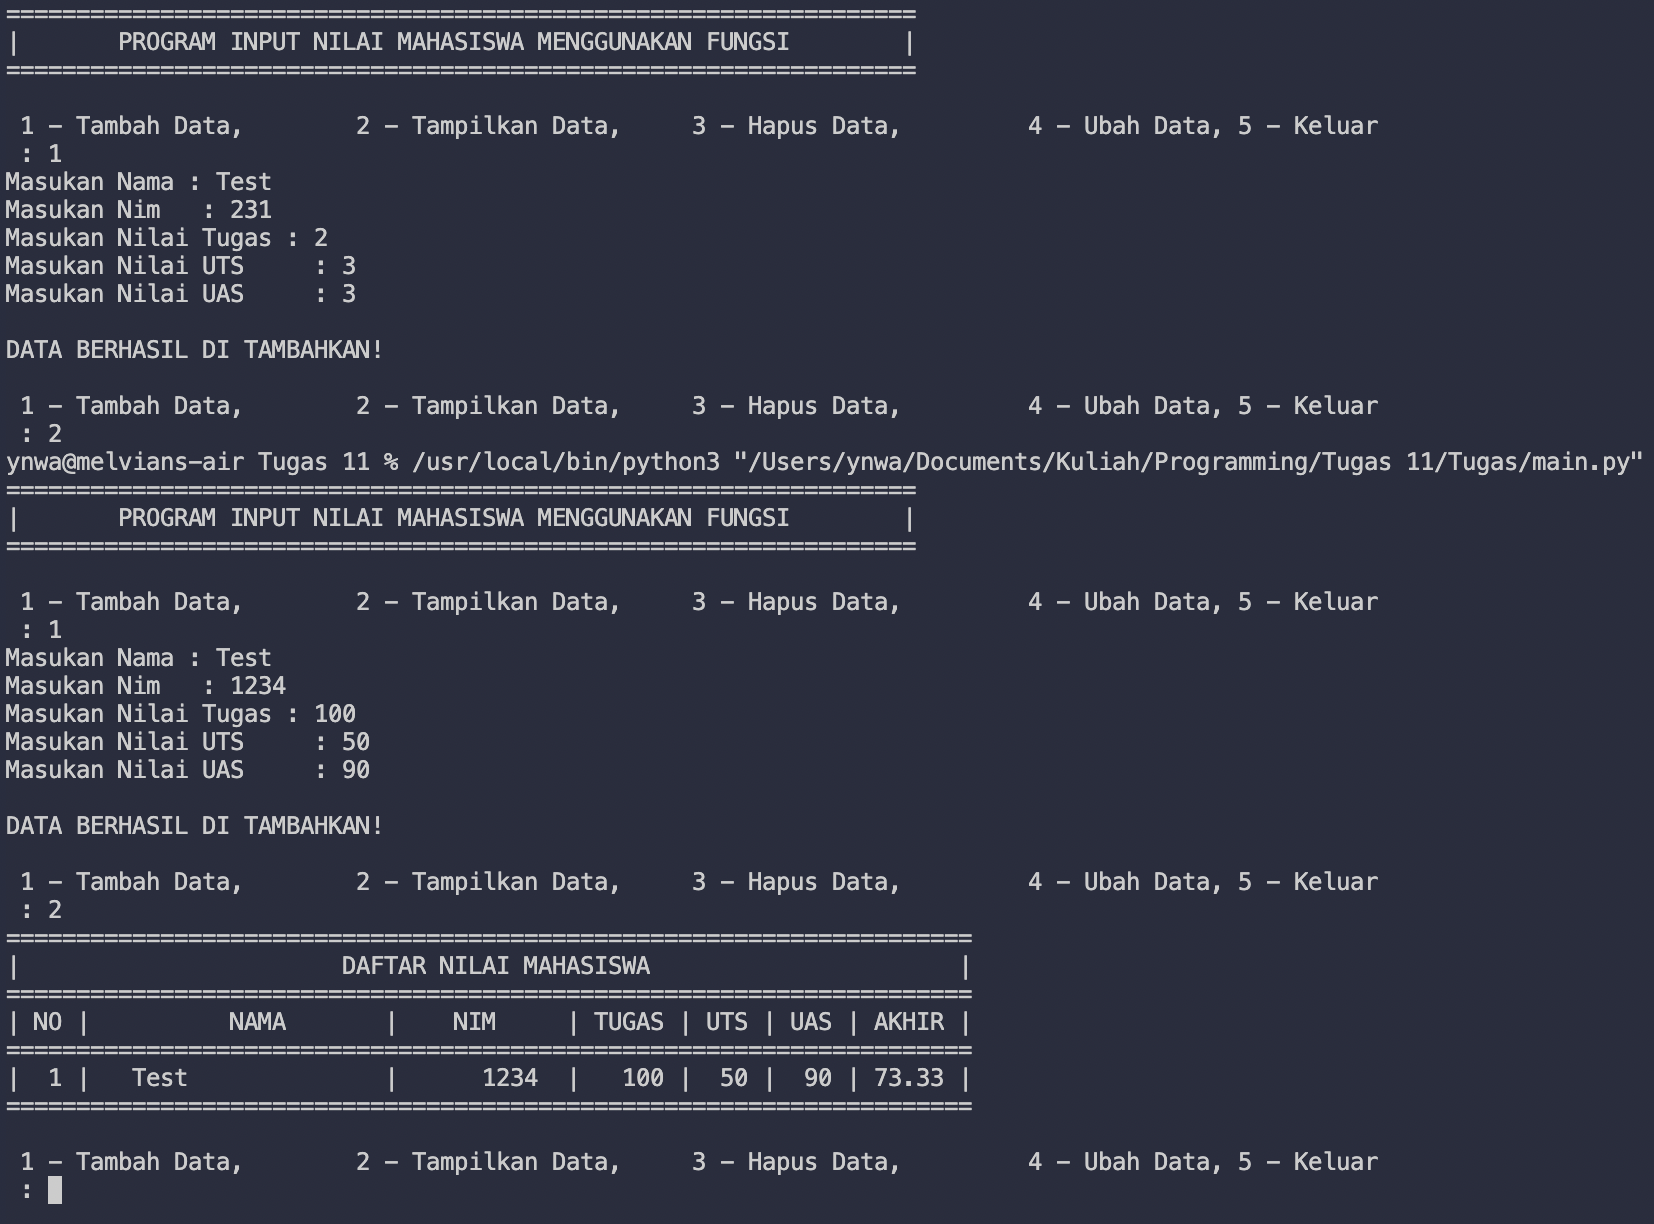 =================================================================
|       PROGRAM INPUT NILAI MAHASISWA MENGGUNAKAN FUNGSI        |
=================================================================
 1 - Tambah Data,        2 - Tampilkan Data,     3 - Hapus Data,         4 - Ubah Data, 5 - Keluar
 : 1
Masukan Nama : Test
Masukan Nim   : 231
Masukan Nilai Tugas : 2
Masukan Nilai UTS     : 3
Masukan Nilai UAS     : 3
DATA BERHASIL DI TAMBAHKAN!
 1 - Tambah Data,        2 - Tampilkan Data,     3 - Hapus Data,         4 - Ubah Data, 5 - Keluar
 : 2
ynwa@melvians-air Tugas 11 % /usr/local/bin/python3 "/Users/ynwa/Documents/Kuliah/Programming/Tugas 11/Tugas/main.py"
=================================================================
|       PROGRAM INPUT NILAI MAHASISWA MENGGUNAKAN FUNGSI        |
=================================================================
 1 - Tambah Data,        2 - Tampilkan Data,     3 - Hapus Data,         4 - Ubah Data, 5 - Keluar
 : 1
Masukan Nama : Test
Masukan Nim   : 1234
Masukan Nilai Tugas : 100
Masukan Nilai UTS     : 50
Masukan Nilai UAS     : 90
DATA BERHASIL DI TAMBAHKAN!
 1 - Tambah Data,        2 - Tampilkan Data,     3 - Hapus Data,         4 - Ubah Data, 5 - Keluar
 : 2
=====================================================================
|                       DAFTAR NILAI MAHASISWA                      |
=====================================================================
| NO |          NAMA       |    NIM     | TUGAS | UTS | UAS | AKHIR |
=====================================================================
|  1 |   Test              |      1234  |   100 |  50 |  90 | 73.33 |
=====================================================================
 1 - Tambah Data,        2 - Tampilkan Data,     3 - Hapus Data,         4 - Ubah Data, 5 - Keluar
 :